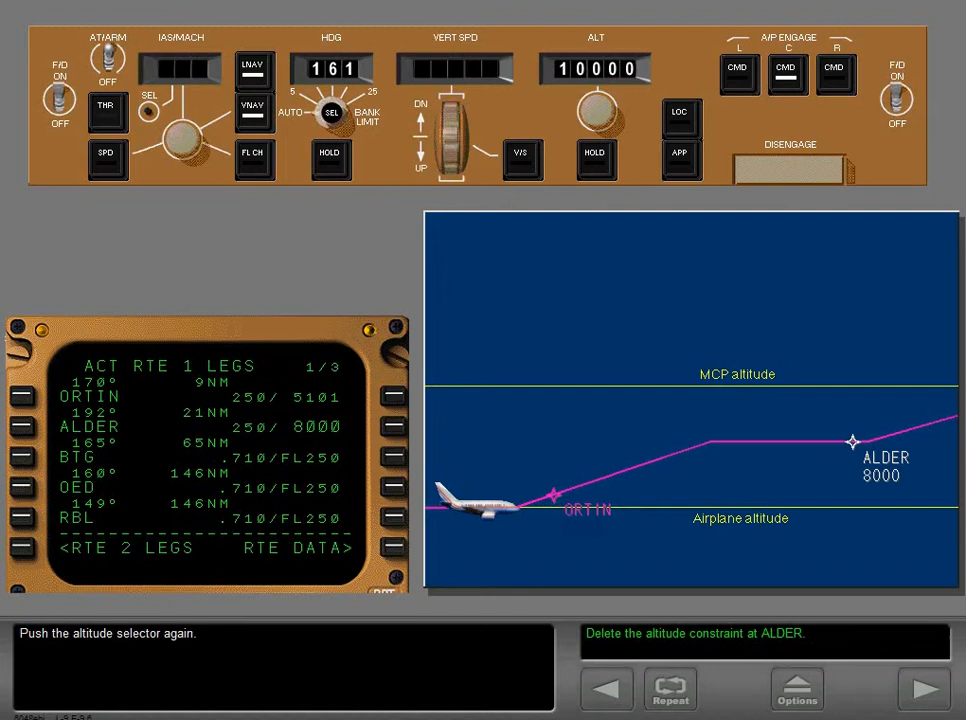 AT/ARM
IAS/MACH
HDG
VERT SPD
ALT
A/P ENGAGE
L C R
F/D
ON
OFF
OFF
SEL
THR
SPD
LNAV
VNAV
FL CH
161
5 25
AUTO
SEL
BANK
LIMIT
HOLD
DN
UP
V/S
10000
HOLD
LOC
APP
CMD CMD CMD
DISENGAGE
F/D
ON
OFF
ACT RTE 1 LEGS 1/3
170° 9NM
ORTIN 250/ 5101
192° 21NM
ALDER 250/ 8000
165° 65NM
BTG .710/FL250
160° 146NM
OED .710/FL250
149° 146NM
RBL .710/FL250
--------------------------
<RTE 2 LEGS RTE DATA>
MCP altitude
ALDER
8000
ORTIN
Airplane altitude
Push the altitude selector again.
Delete the altitude constraint at ALDER.
Repeat
Options